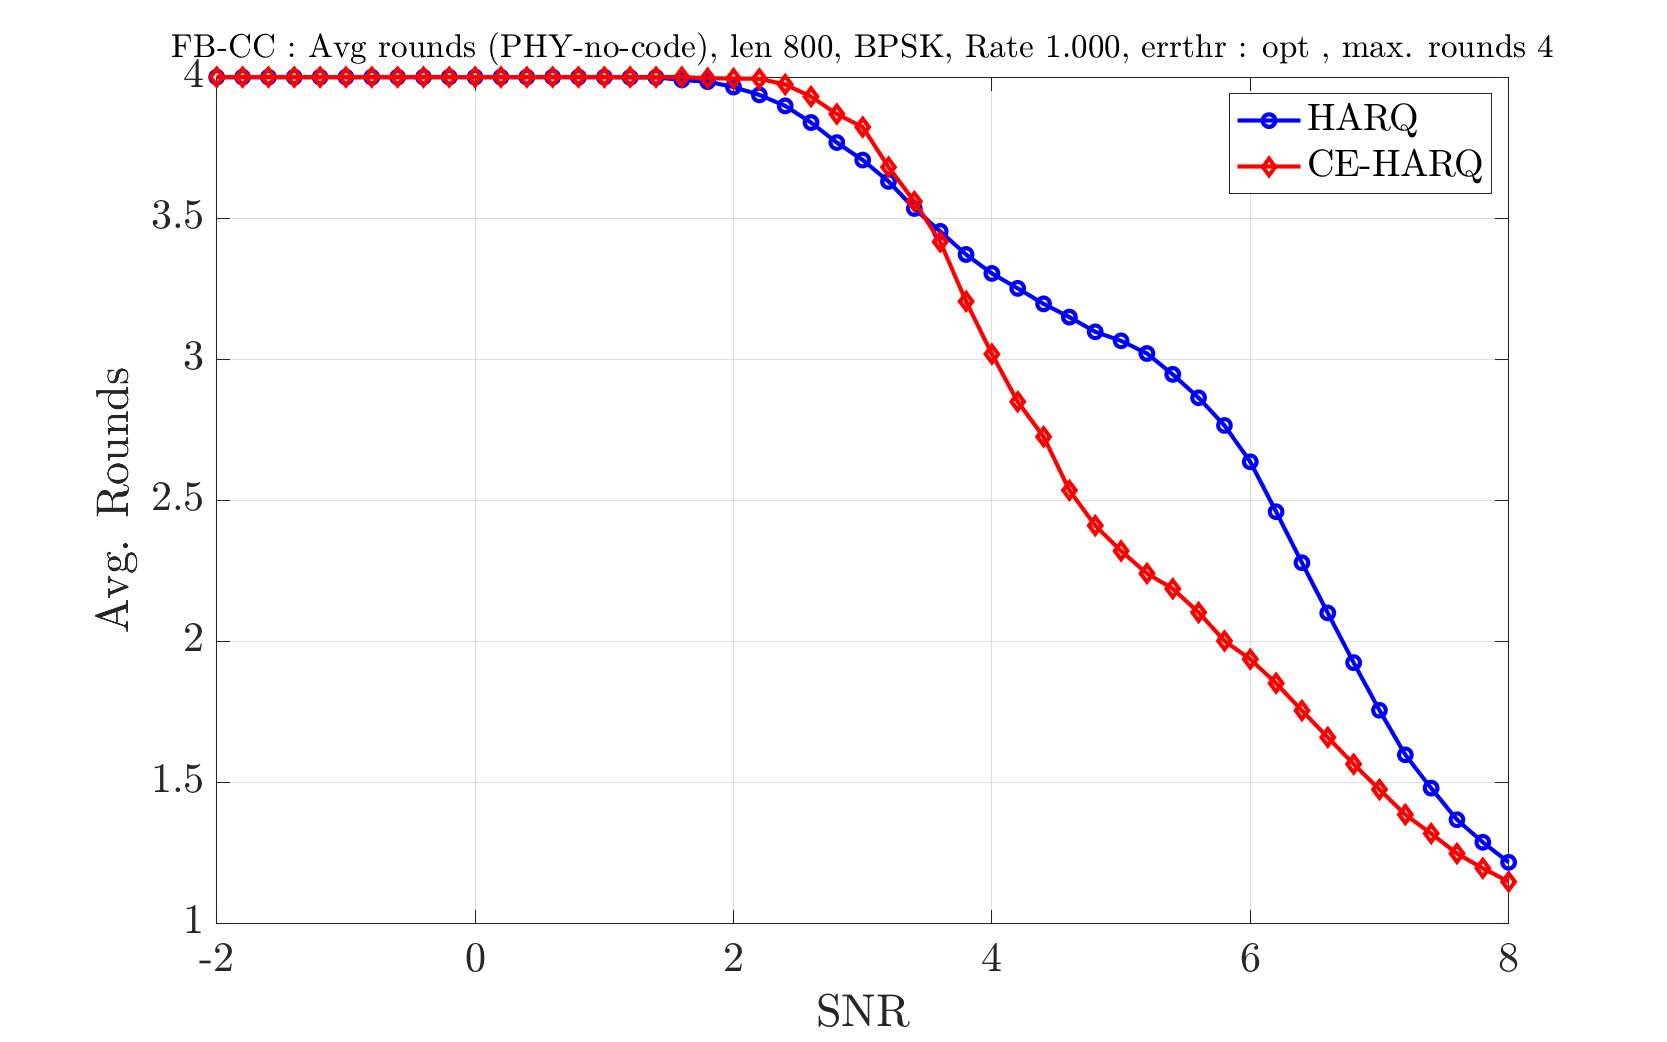 FB-CC : Avg rounds (PHY-no-code), len 800, BPSK, Rate 1.000, errthr : opt , max. rounds 4
HARQ
CE-HARQ
4
3.5
3
2.5
2
1.5
1
Avg. Rounds
-2 0 2 4 6 8
SNR